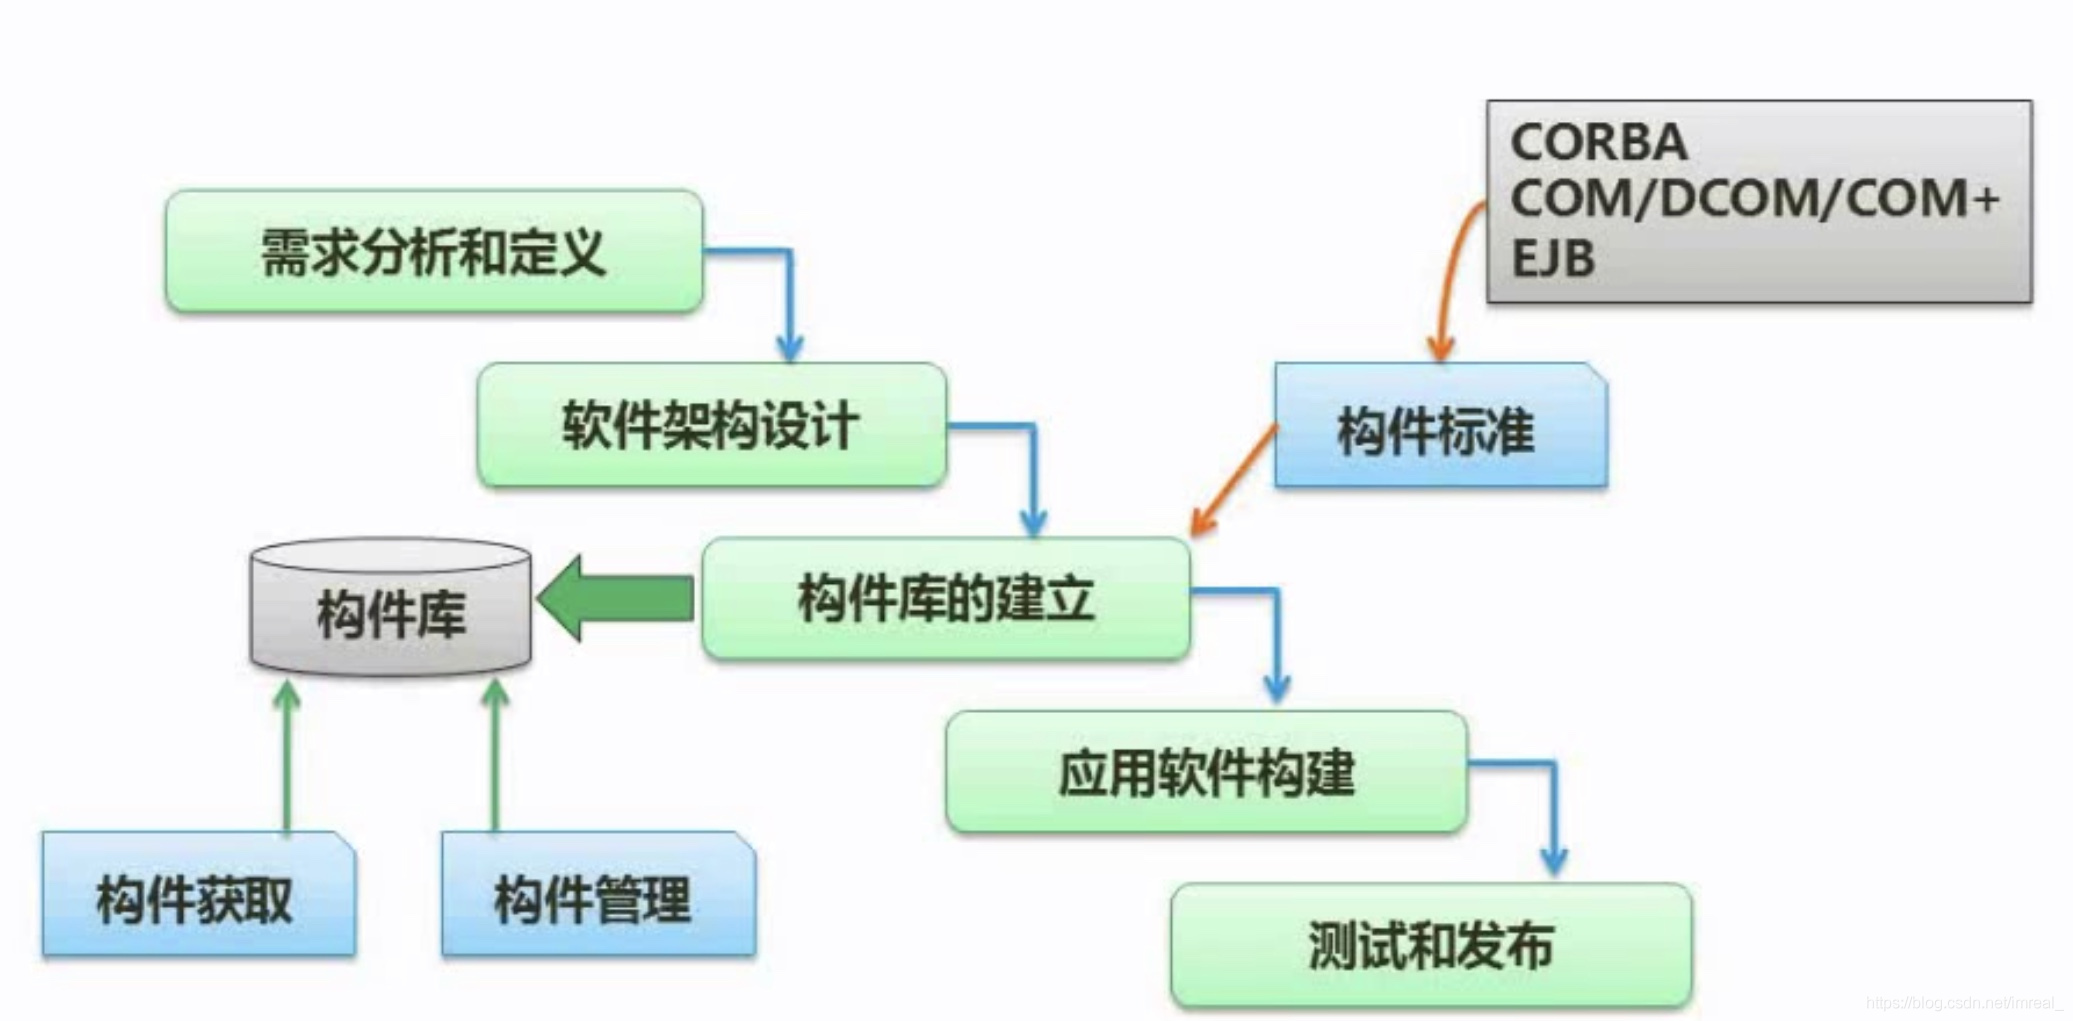 CORBA
COM/DCOM/COM+
EJB
需求分析和定义
软件架构设计
构件标准
构件库
构件库的建立
应用软件构建
构件获取
构件管理
测试和发布
https://blog.csdn.net/imreal_